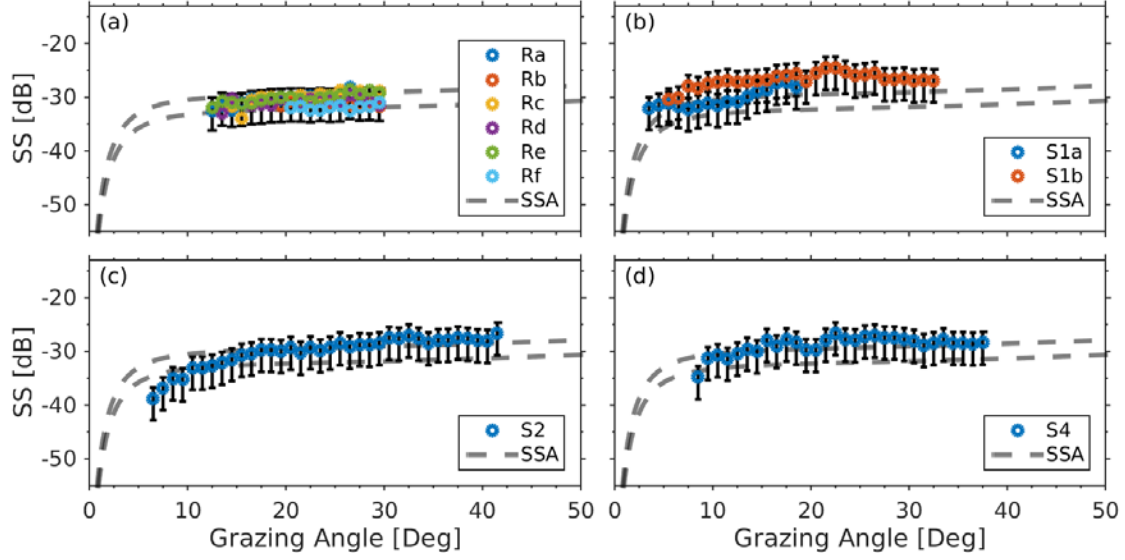 (a)
-20
-30
-40
-50
SS [dB]
Ra
Rb
Rc
Rd
Re
Rf
SSA
(b)
S1a
S1b
SSA
(c)
-20
-30
-40
-50
SS [dB]
S2
SSA
0 10 20 30 40 50
Grazing Angle [Deg]
(d)
S4
SSA
0 10 20 30 40 50
Grazing Angle [Deg]